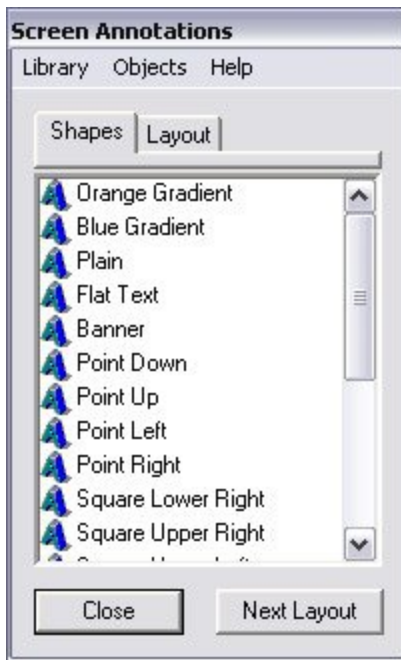 Screen Annotations
Library Objects Help
Shapes Layout
Orange Gradient
Blue Gradient
Plain
Flat Text
Banner
Point Down
Point Up
Point Left
Point Right
Square Lower Right
Square Upper Right
Close Next Layout